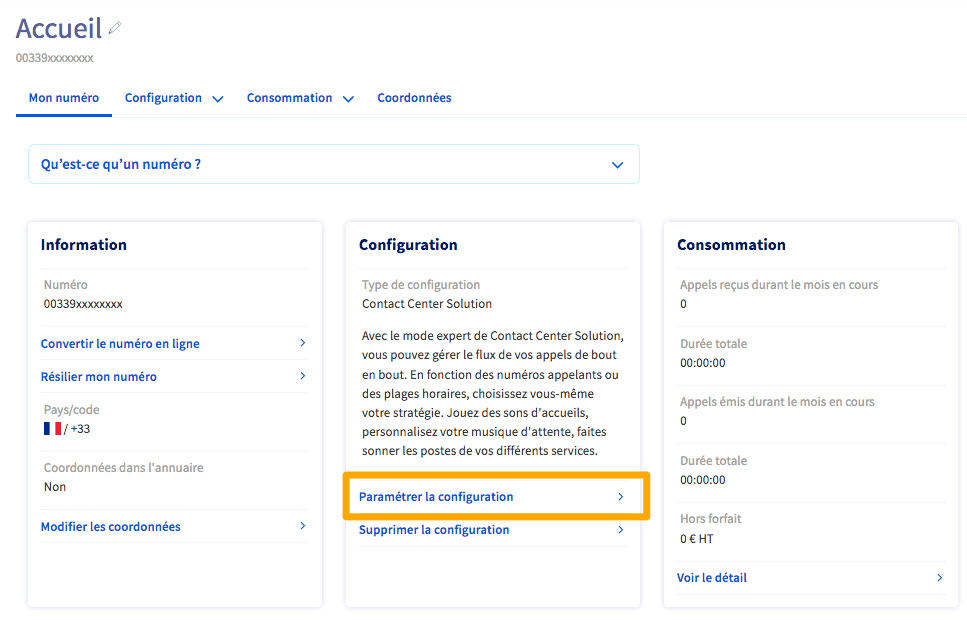 Accueil
00339xxxxxxxx
Mon numéro
Configuration
Consommation
Coordonnées
Qu'est-ce qu'un numéro ?
Information
Numéro
00339xxxxxxxx
Convertir le numéro en ligne
Résilier mon numéro
Pays/code
/ +33
Coordonnées dans l'annuaire
Non
Modifier les coordonnées
Configuration
Type de configuration
Contact Center Solution
Avec le mode expert de Contact Center Solution,
vous pouvez gérer le flux de vos appels de bout
en bout. En fonction des numéros appelants ou
des plages horaires, choisissez vous-même
votre stratégie. Jouez des sons d'accueils,
personnalisez votre musique d'attente, faites
sonner les postes de vos différents services.
Paramétrer la configuration
Supprimer la configuration
Consommation
Appels reçus durant le mois en cours
0
Durée totale
00:00:00
Appels émis durant le mois en cours
0
Durée totale
00:00:00
Hors forfait
0 € HT
Voir le détail